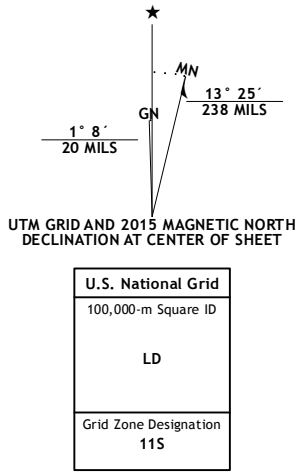 ★
MN
GN
13° 25´
238 MILS
1° 8´
20 MILS
UTM GRID AND 2015 MAGNETIC NORTH
DECLINATION AT CENTER OF SHEET
U.S. National Grid
100,000-m Square ID
LD
Grid Zone Designation
11S